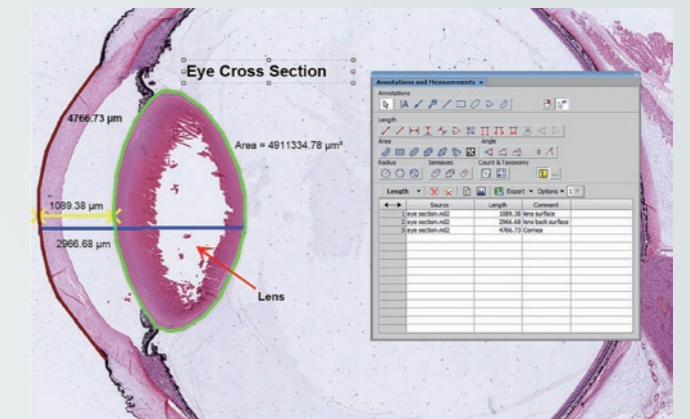 Eye Cross Section
4766.73 µm
Area = 4911334.78 µm²
1089.38 µm
2966.68 µm
Lens
Annotations and Measurements
Annotations
Length
Area Angle
Radius Semiaxes Count & Taxonomy
Length Export Options 1
Source Length Comment
1 eye section.nd2 1089.38 lens surface
2 eye section.nd2 2966.68 lens back surface
3 eye section.nd2 4766.73 Cornea